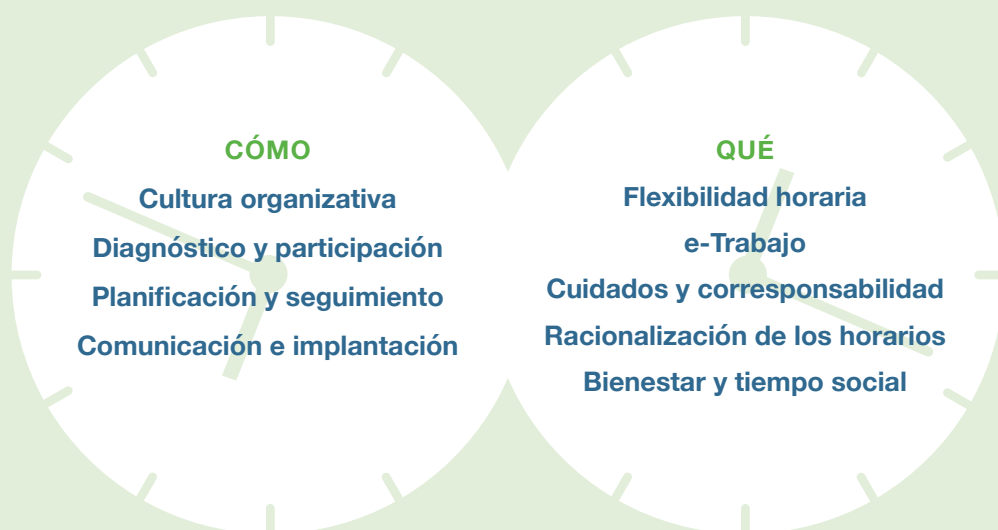 CÓMO
Cultura organizativa
Diagnóstico y participación
Planificación y seguimiento
Comunicación e implantación
QUÉ
Flexibilidad horaria
e-Trabajo
Cuidados y corresponsabilidad
Racionalización de los horarios
Bienestar y tiempo social